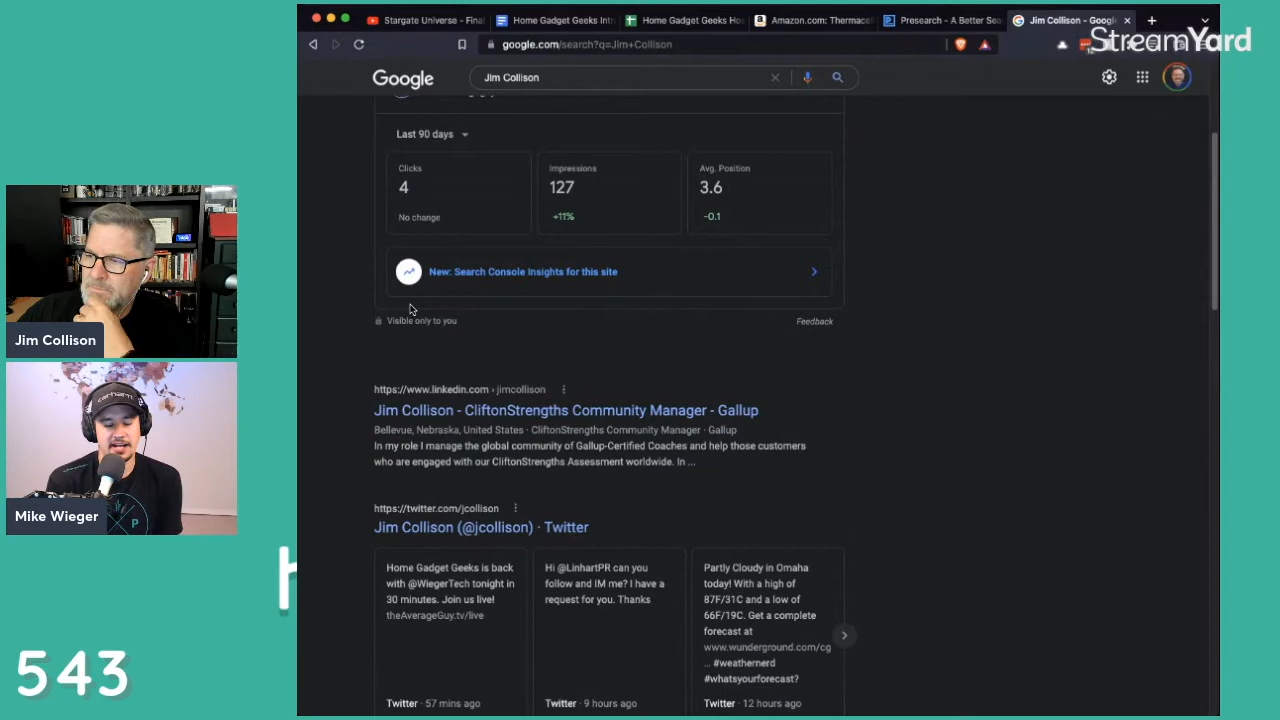 Stargate Universe - Final
Home Gadget Geeks Intr
Home Gadget Geeks Ho
Amazon.com: Thermacell
Presearch - A Better Sea
Jim Collison - Google
StreamYard
google.com/search?q=Jim+Collison
Google
Jim Collison
Last 90 days
Clicks
Impressions
Avg. Position
4
127
3.6
No change
+11%
-0.1
New: Search Console Insights for this site
Visible only to you
Feedback
https://www.linkedin.com › jimcollison
Jim Collison - CliftonStrengths Community Manager - Gallup
Bellevue, Nebraska, United States · CliftonStrengths Community Manager · Gallup
In my role I manage the global community of Gallup-Certified Coaches and help those customers
who are engaged with our CliftonStrengths Assessment worldwide. In ...
https://twitter.com/jcollison
Jim Collison (@jcollison) · Twitter
Home Gadget Geeks is back
with @WiegerTech tonight in
30 minutes. Join us live!
theAverageGuy.tv/live
Twitter · 57 mins ago
Hi @LinhartPR can you
follow and IM me? I have a
request for you. Thanks
Twitter · 9 hours ago
Partly Cloudy in Omaha
today! With a high of
87F/31C and a low of
66F/19C. Get a complete
forecast at
www.wunderground.com/cg
... #weathernerd
#whatsyourforecast?
Twitter · 12 hours ago
Jim Collison
carhartt
P
Mike Wieger
h
543